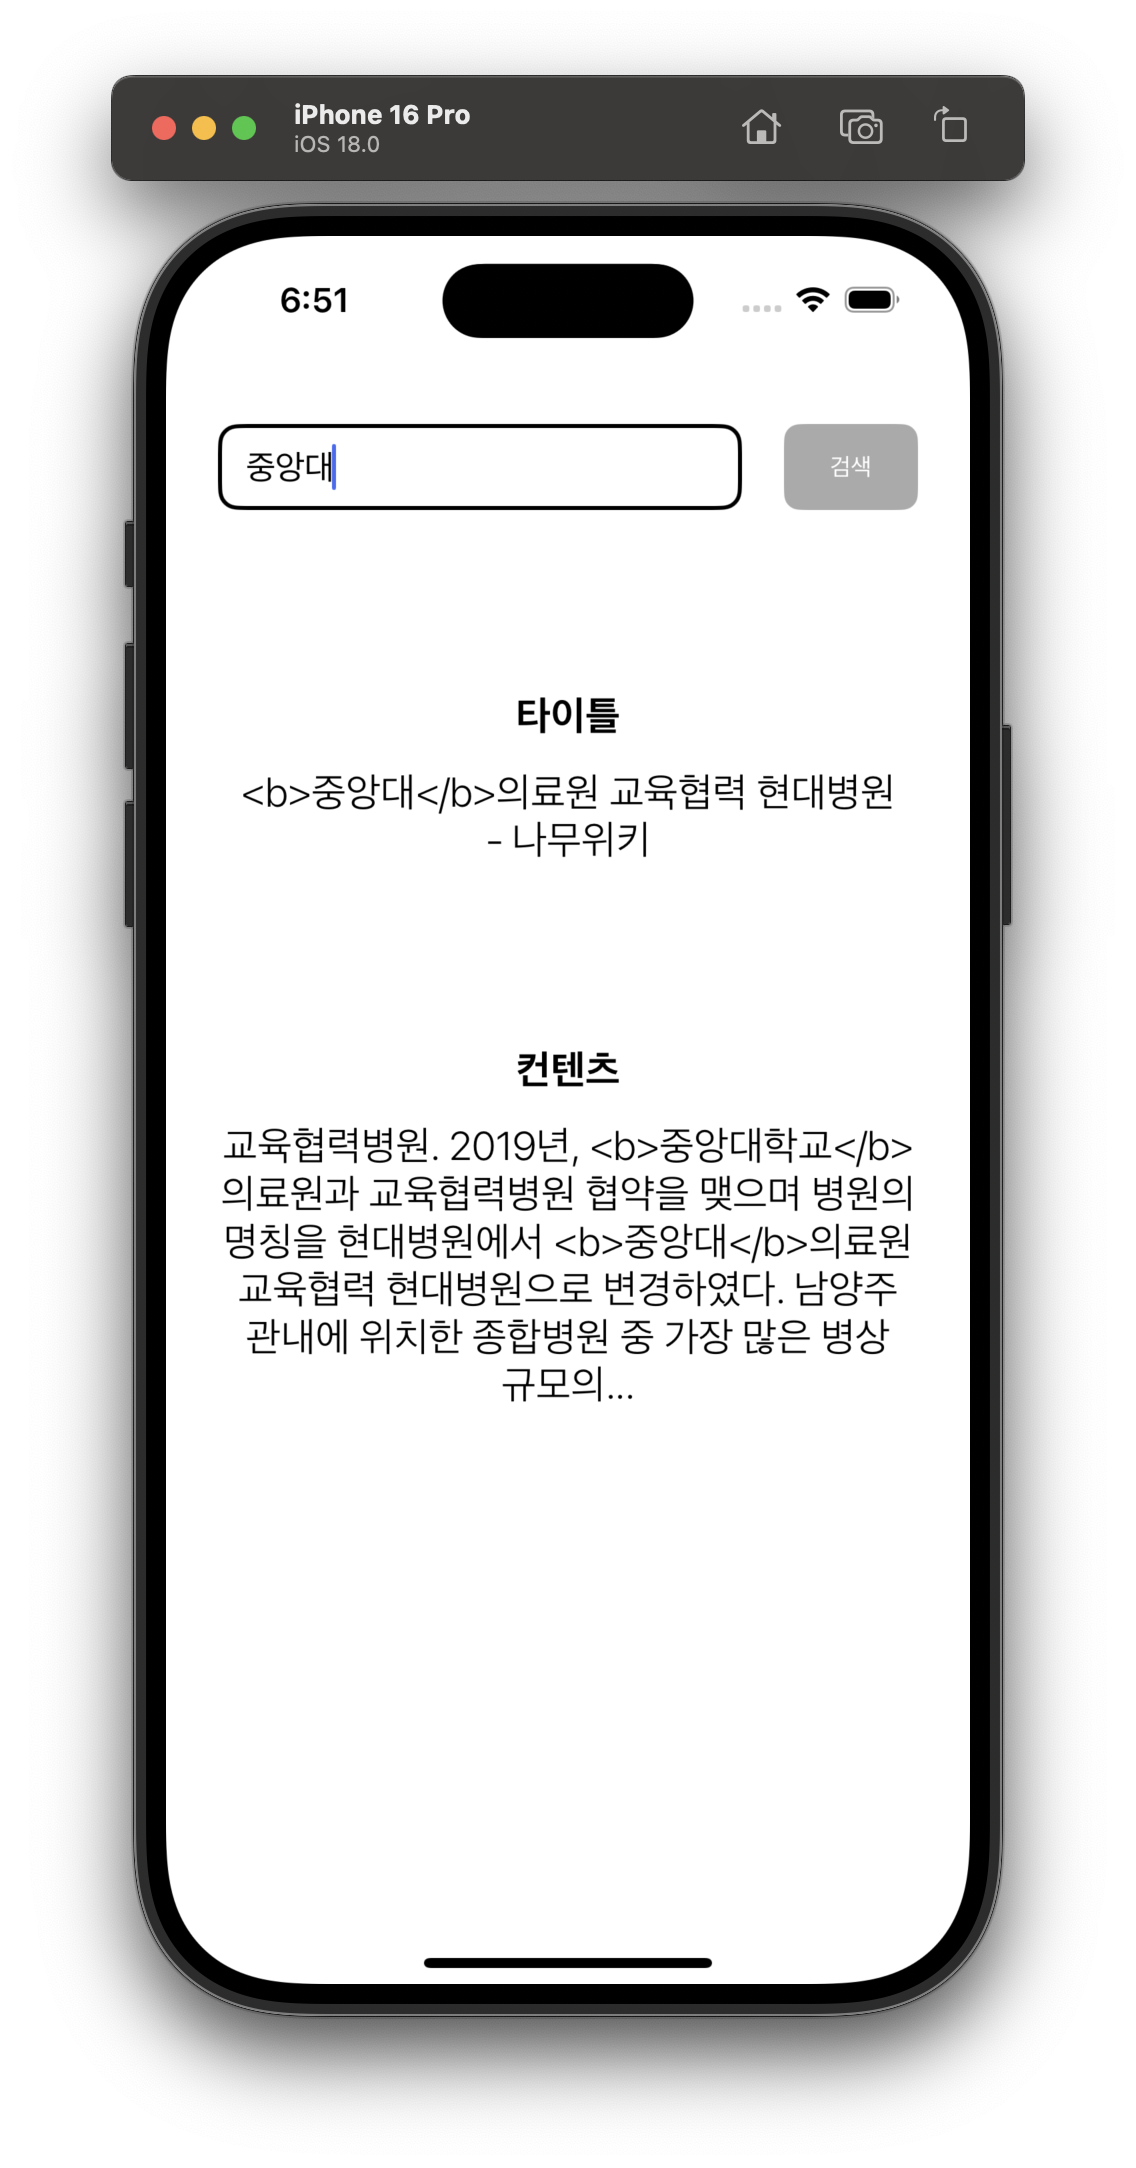 iPhone 16 Pro
iOS 18.0
6:51
중앙대
검색
타이틀
<b>중앙대</b>의료원 교육협력 현대병원
- 나무위키
컨텐츠
교육협력병원. 2019년, <b>중앙대학교</b>
의료원과 교육협력병원 협약을 맺으며 병원의
명칭을 현대병원에서 <b>중앙대</b>의료원
교육협력 현대병원으로 변경하였다. 남양주
관내에 위치한 종합병원 중 가장 많은 병상
규모의...